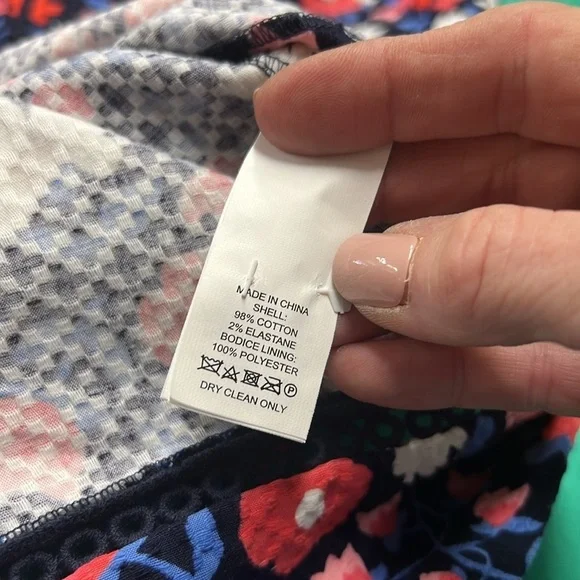 MADE IN CHINA
SHELL:
98% COTTON
2% ELASTANE
BODICE LINING:
100% POLYESTER
P
DRY CLEAN ONLY